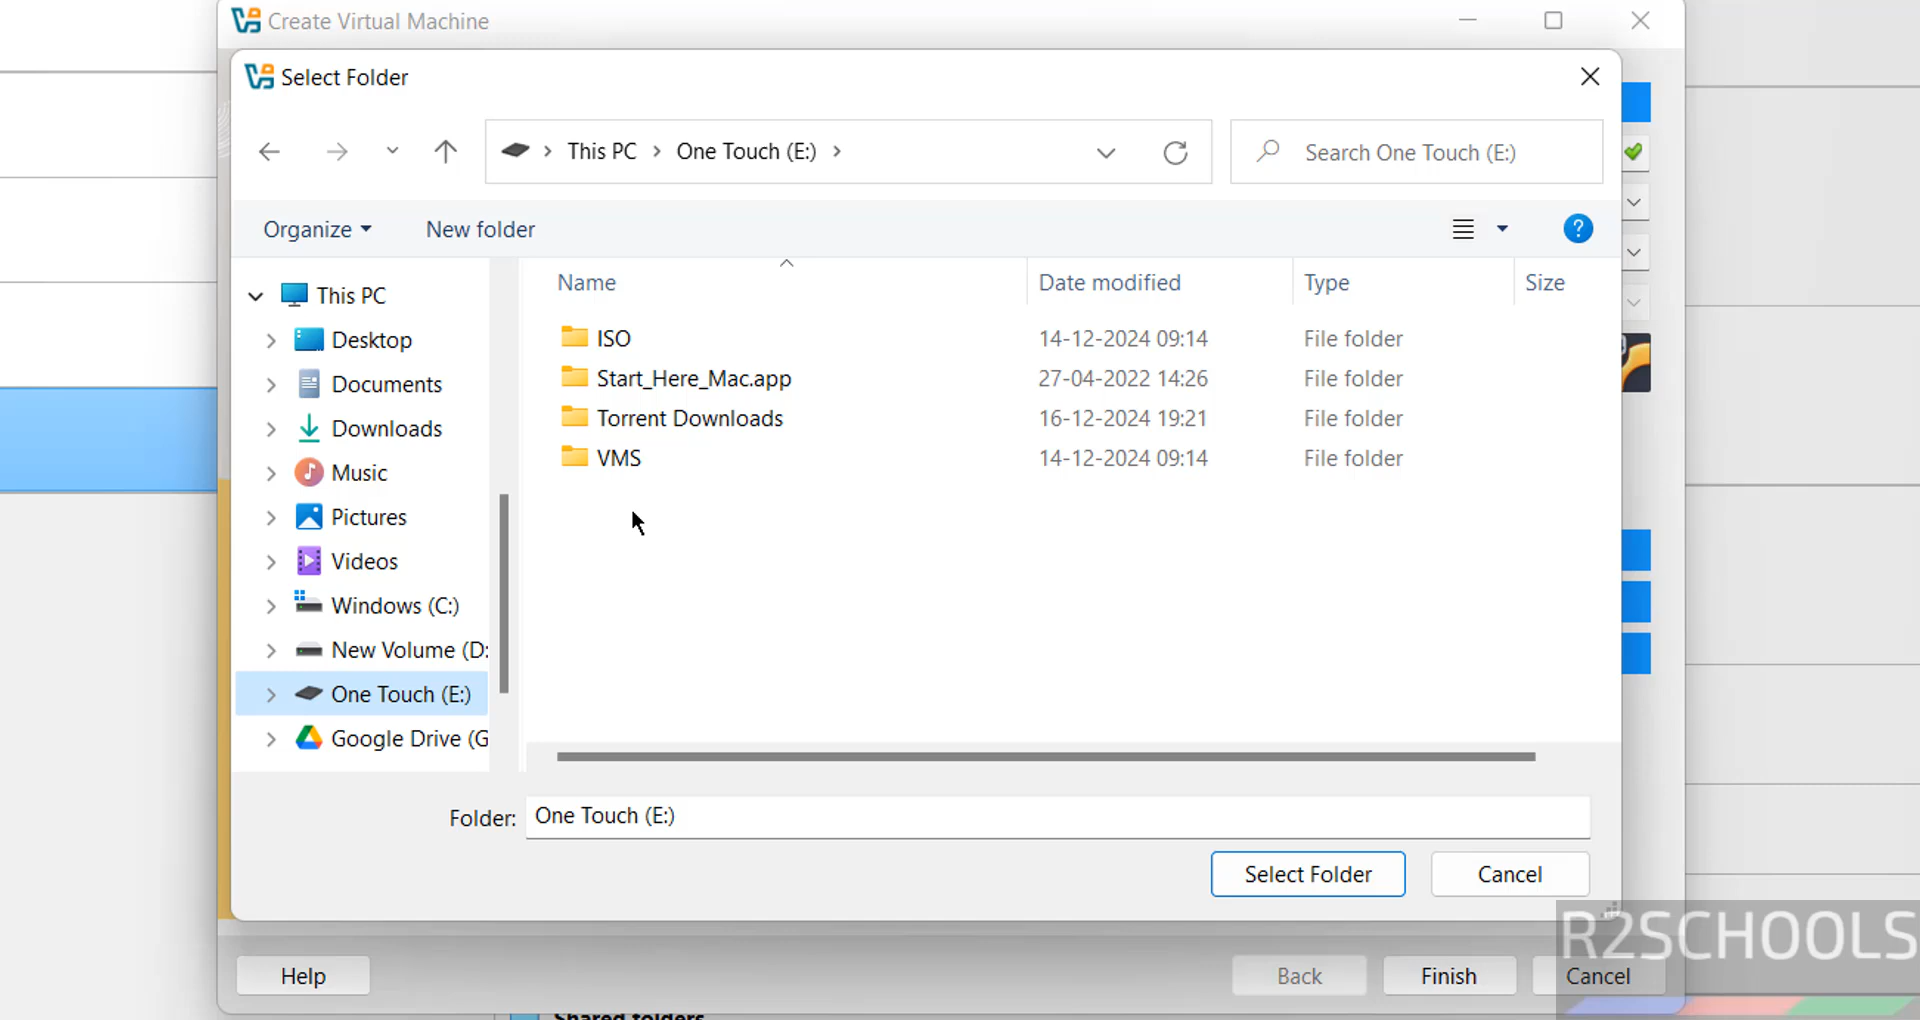 Create Virtual Machine
Select Folder
This PC One Touch (E:)
Search One Touch (E:)
Organize New folder
?
Name Date modified Type Size
This PC
Desktop
Documents
Downloads
Music
Pictures
Videos
Windows (C:)
New Volume (D:
One Touch (E:)
Google Drive (G
ISO 14-12-2024 09:14 File folder
Start_Here_Mac.app 27-04-2022 14:26 File folder
Torrent Downloads 16-12-2024 19:21 File folder
VMS 14-12-2024 09:14 File folder
Folder: One Touch (E:)
Select Folder Cancel
R2SCHOOLS
Help Back Finish Cancel
Shared folders